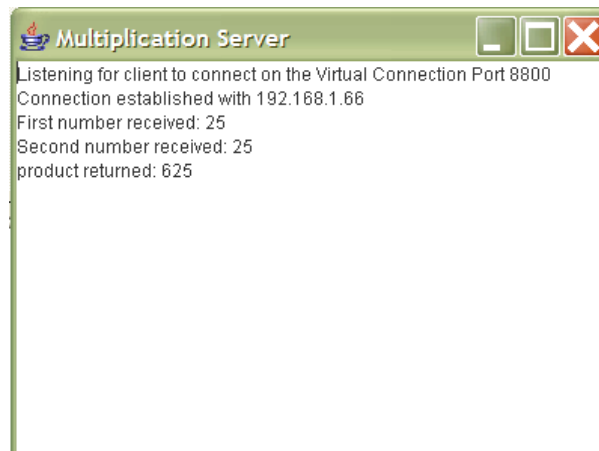 Multiplication Server
Listening for client to connect on the Virtual Connection Port 8800
Connection established with 192.168.1.66
First number received: 25
Second number received: 25
product returned: 625